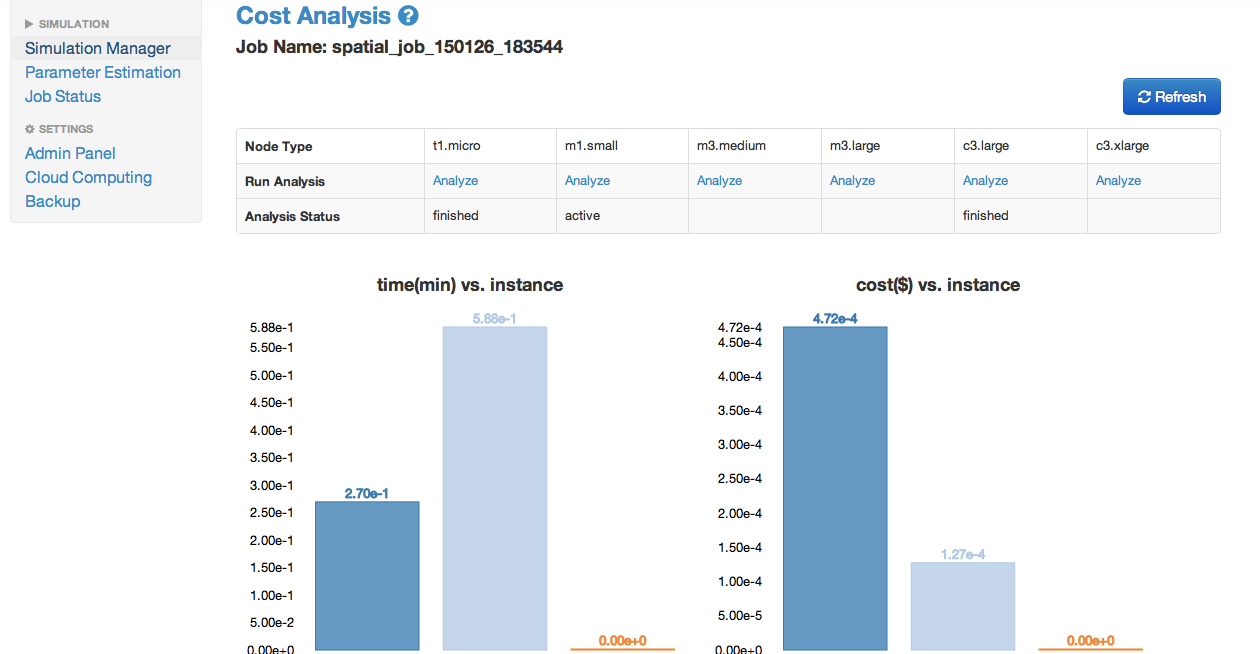 SIMULATION
Simulation Manager
Parameter Estimation
Job Status
SETTINGS
Admin Panel
Cloud Computing
Backup
Cost Analysis ?
Job Name: spatial_job_150126_183544
Refresh
Node Type t1.micro m1.small m3.medium m3.large c3.large c3.xlarge
Run Analysis Analyze Analyze Analyze Analyze Analyze Analyze
Analysis Status finished active finished
time(min) vs. instance
5.88e-1
5.50e-1
5.00e-1
4.50e-1
4.00e-1
3.50e-1
3.00e-1
2.50e-1
2.00e-1
1.50e-1
1.00e-1
5.00e-2
0.00e+0
2.70e-1
5.88e-1
0.00e+0
cost($) vs. instance
4.72e-4
4.50e-4
4.00e-4
3.50e-4
3.00e-4
2.50e-4
2.00e-4
1.50e-4
1.00e-4
5.00e-5
0.00e+0
4.72e-4
1.27e-4
0.00e+0